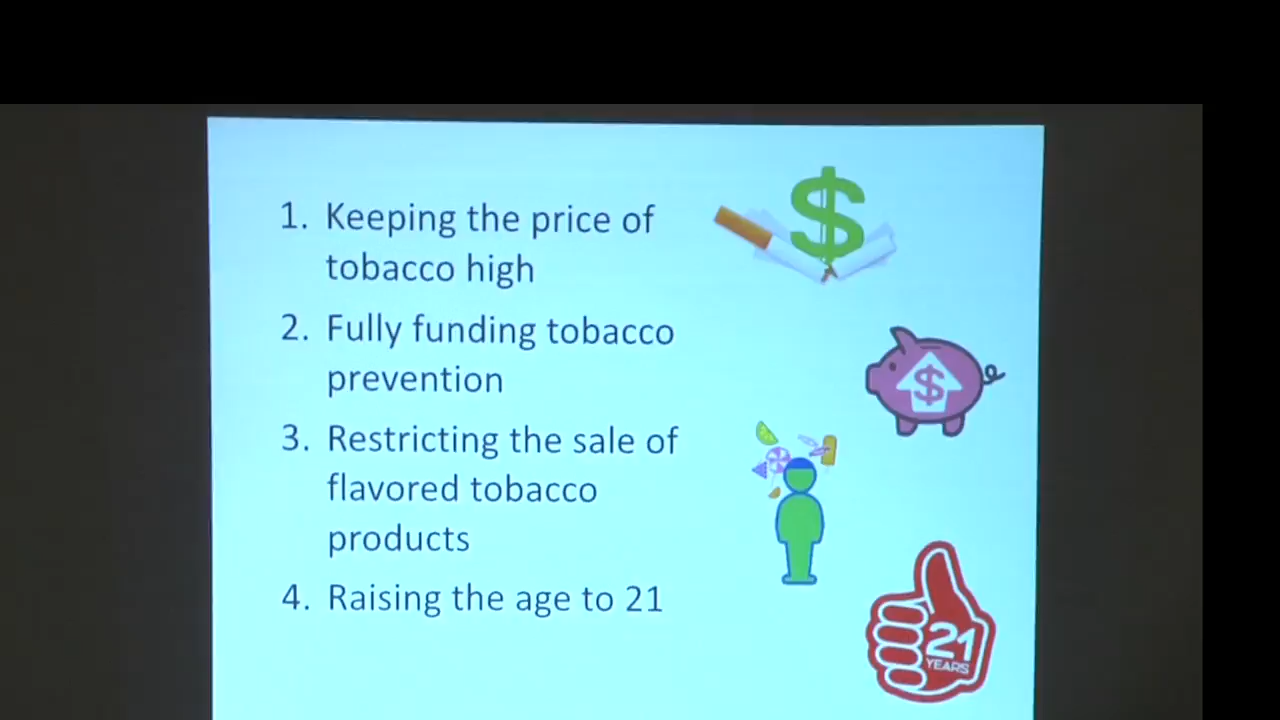 $
1. Keeping the price of
tobacco high
2. Fully funding tobacco
prevention
$
3. Restricting the sale of
flavored tobacco
products
4. Raising the age to 21
21
YEARS